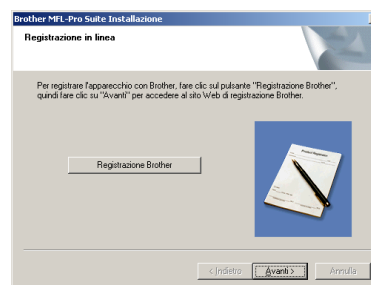 Brother MFL-Pro Suite Installazione
Registrazione in linea
Per registrare l'apparecchio con Brother, fare clic sul pulsante "Registrazione Brother",
quindi fare clic su "Avanti" per accedere al sito Web di registrazione Brother.
Registrazione Brother
< Indietro
Avanti >
Annulla